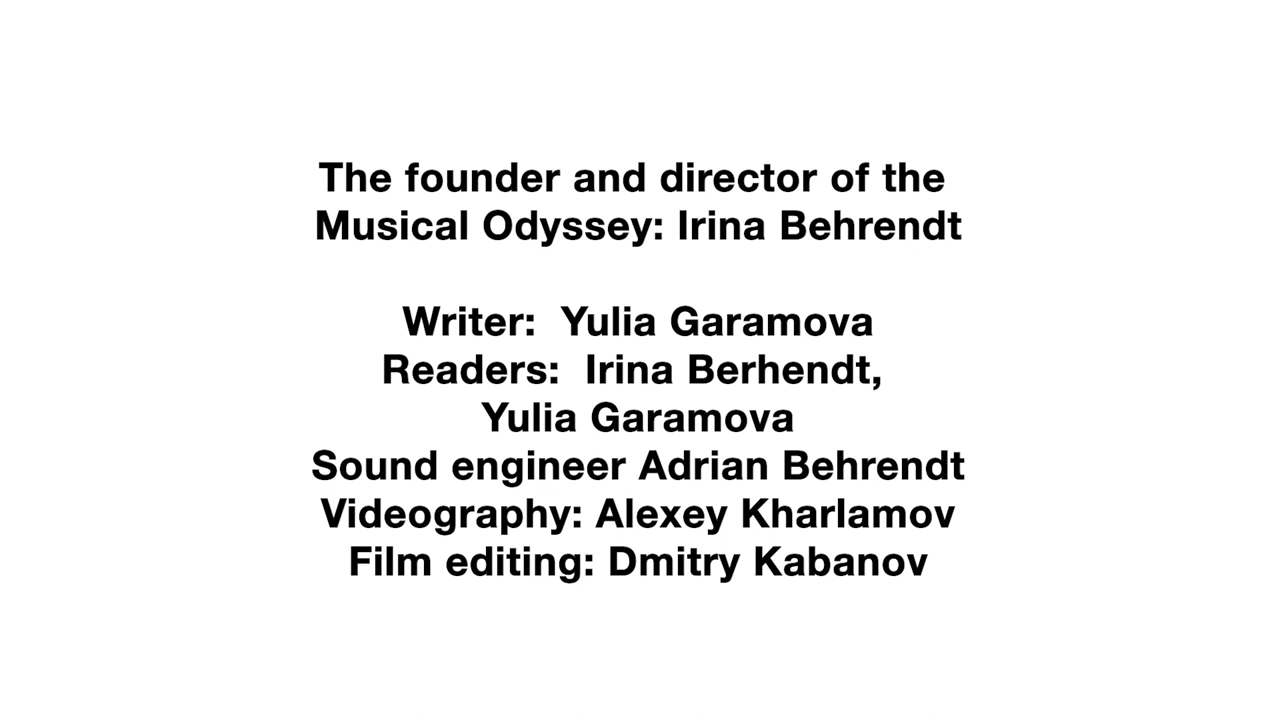 The founder and director of the
Musical Odyssey: Irina Behrendt
Writer:  Yulia Garamova
Readers:  Irina Berhendt,
Yulia Garamova
Sound engineer Adrian Behrendt
Videography: Alexey Kharlamov
Film editing: Dmitry Kabanov